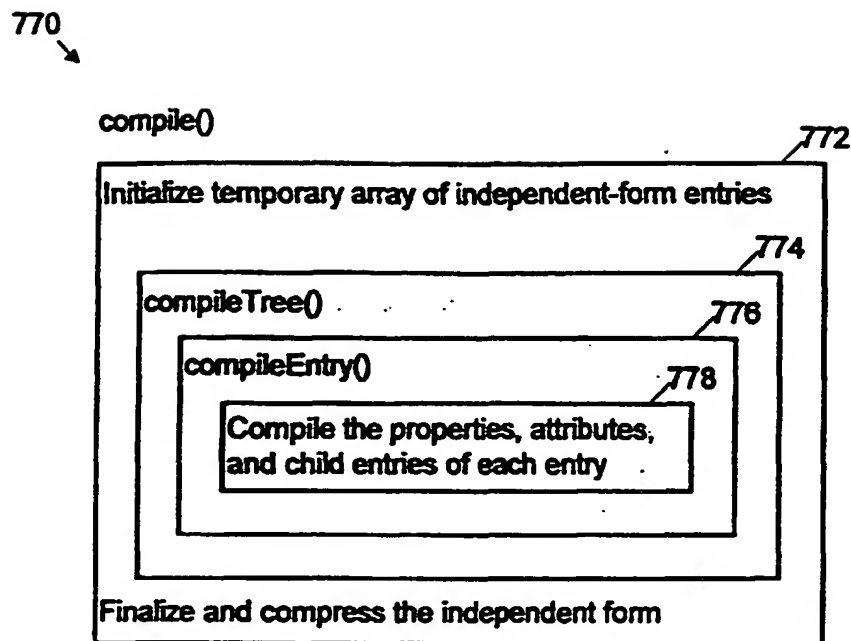 770
compile()
772
Initialize temporary array of independent-form entries
774
compileTree()
776
compileEntry()
778
Compile the properties, attributes,
and child entries of each entry
Finalize and compress the independent form